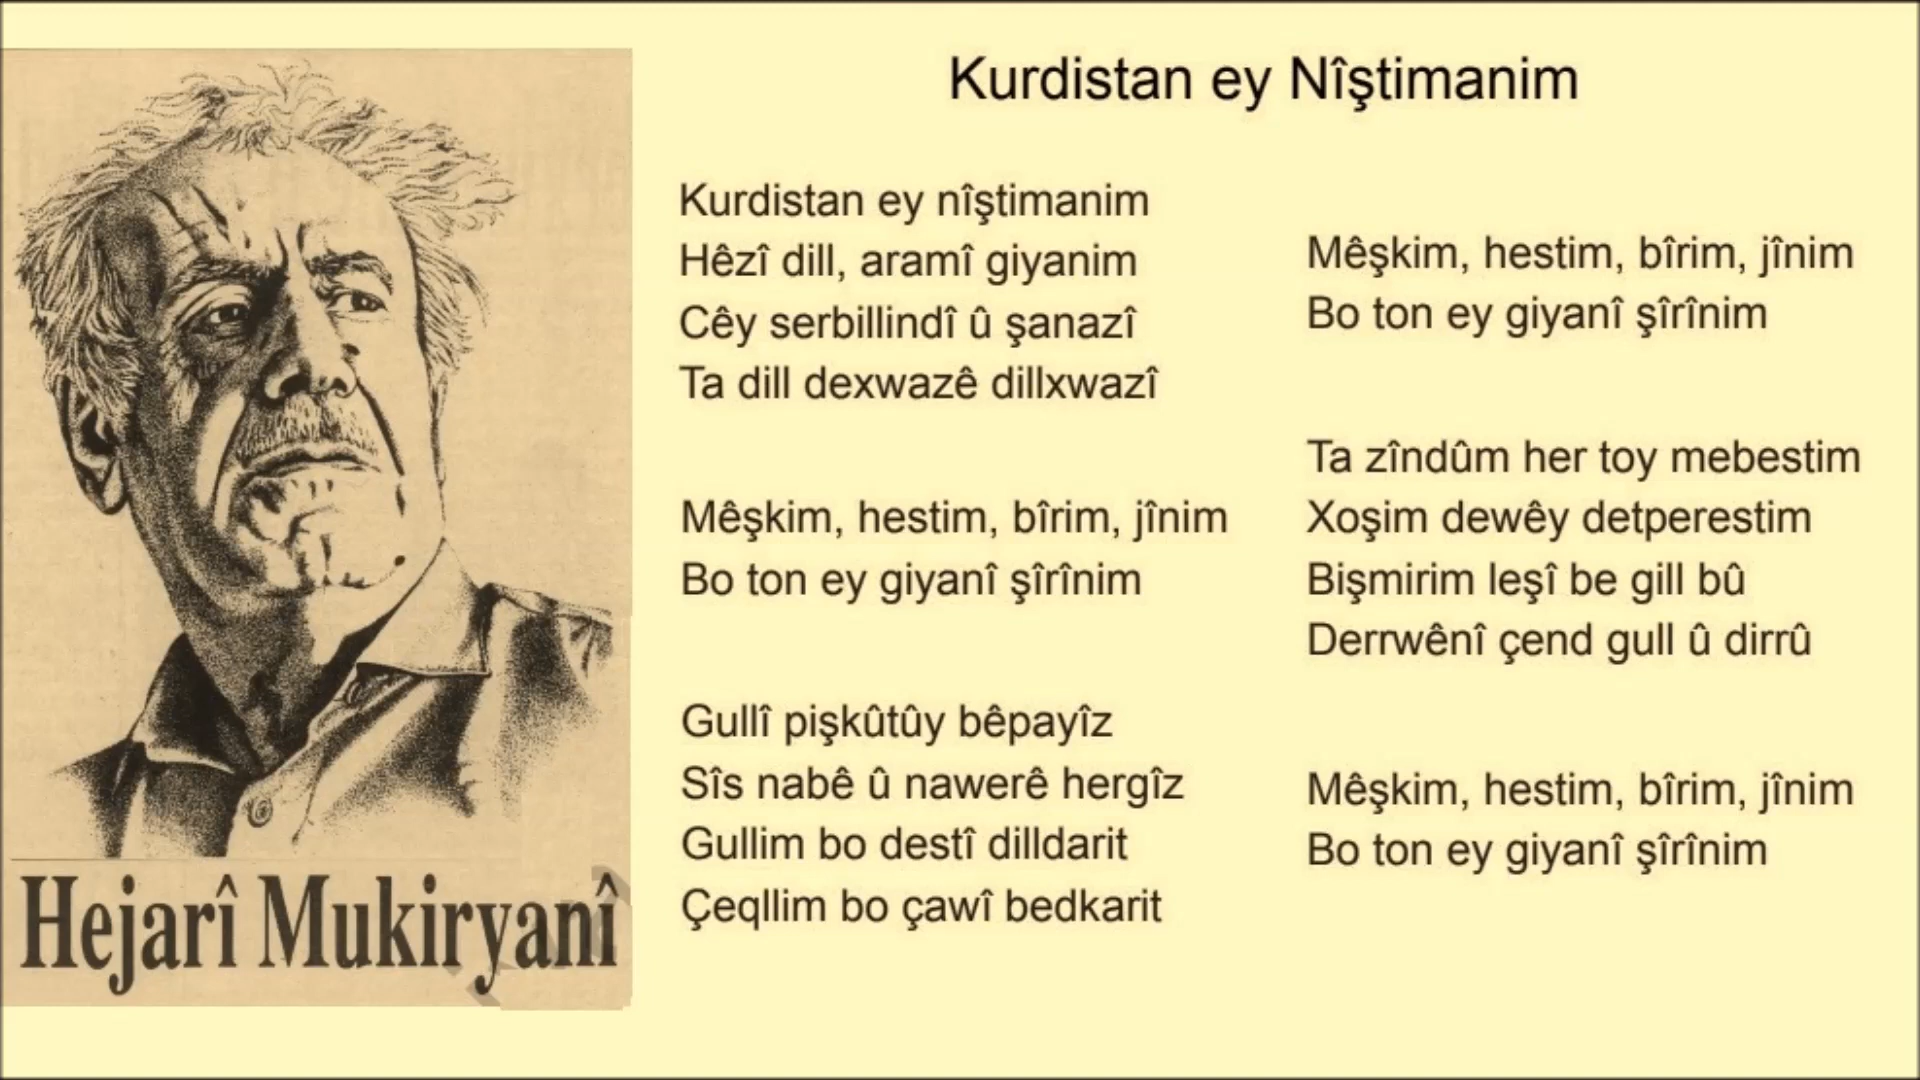 Kurdistan ey Nîştimanim
Kurdistan ey nîştimanim
Hêzî dill, aramî giyanim
Cêy serbillindî û şanazî
Ta dill dexwazê dillxwazî
Mêşkim, hestim, bîrim, jînim
Bo ton ey giyanî şîrînim
Gullî pişkûtûy bêpayîz
Sîs nabê û nawerê hergîz
Gullim bo destî dilldarit
Çeqllim bo çawî bedkarit
Mêşkim, hestim, bîrim, jînim
Bo ton ey giyanî şîrînim
Ta zîndûm her toy mebestim
Xoşim dewêy detperestim
Bişmirim leşî be gill bû
Derrwênî çend gull û dirrû
Mêşkim, hestim, bîrim, jînim
Bo ton ey giyanî şîrînim
Hejarî Mukiryanî